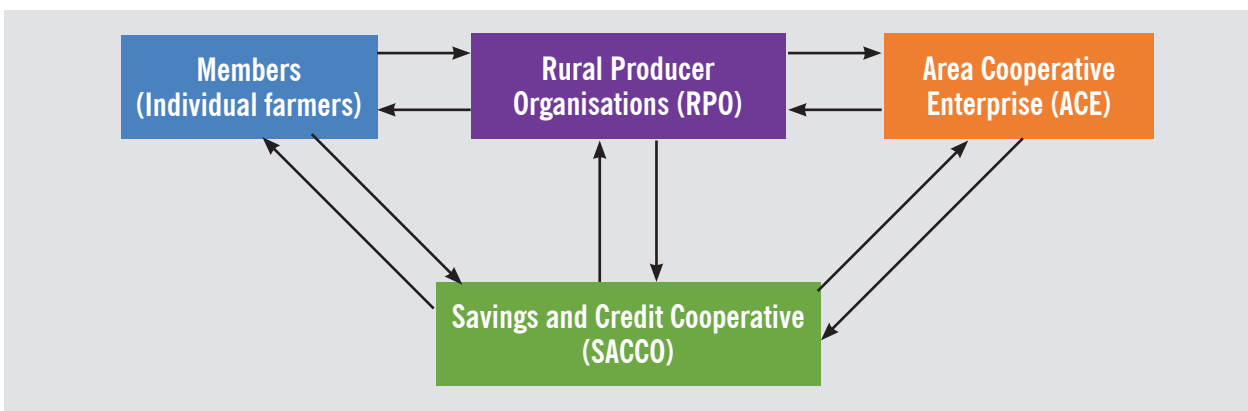 Members
(Individual farmers)
Rural Producer
Organisations (RPO)
Area Cooperative
Enterprise (ACE)
Savings and Credit Cooperative
(SACCO)